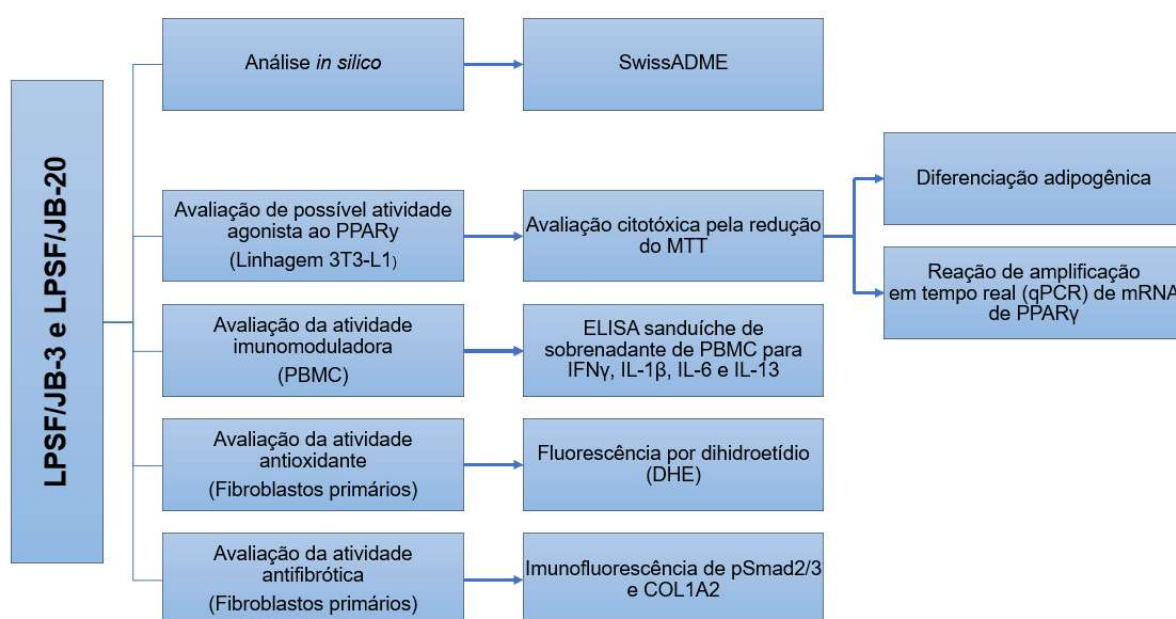 LPSF/JB-3 e LPSF/JB-20
Análise in silico
SwissADME
Avaliação de possível atividade
agonista ao PPARy
(Linhagem 3T3-L1)
Avaliação citotóxica pela redução
do MTT
Diferenciação adipogênica
Reação de amplificação
em tempo real (qPCR) de mRNA
de PPARγ
Avaliação da atividade
imunomoduladora
(PBMC)
ELISA sanduíche de
sobrenadante de PBMC para
IFNγ, IL-1β, IL-6 e IL-13
Avaliação da atividade
antioxidante
(Fibroblastos primários)
Fluorescência por dihidroetídio
(DHE)
Avaliação da atividade
antifibrótica
(Fibroblastos primários)
Imunofluorescência de pSmad2/3
e COL1A2